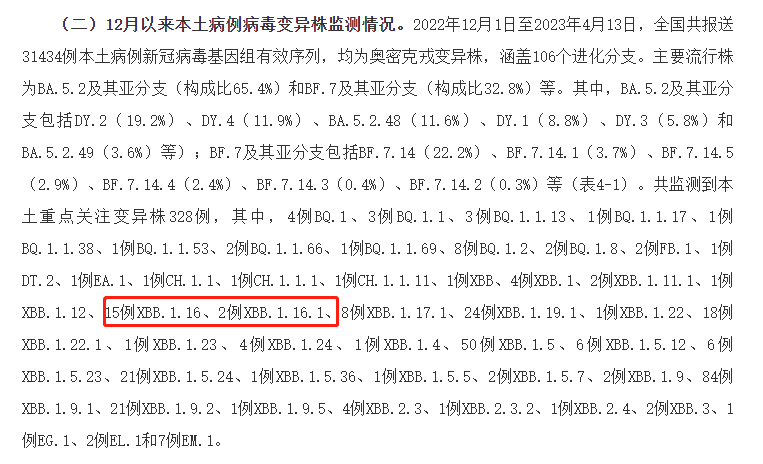 （二）12月以来本土病例病毒变异株监测情况。2022年12月1日至2023年4月13日，全国共报送
31434例本土病例新冠病毒基因组有效序列，均为奥密克戎变异株，涵盖106个进化分支。主要流行株
为BA.5.2及其亚分支（构成比65.4%）和BF.7及其亚分支（构成比32.8%）等。其中，BA.5.2及其亚分
支包括DY.2（19.2%）、DY.4（11.9%）、BA.5.2.48（11.6%）、DY.1（8.8%）、DY.3（5.8%）和
BA.5.2.49（3.6%）等）；BF.7及其亚分支包括BF.7.14（22.2%）、BF.7.14.1（3.7%）、BF.7.14.5
（2.9%）、BF.7.14.4（2.4%）、BF.7.14.3（0.4%）、BF.7.14.2（0.3%）等（表4-1）。共监测到本
土重点关注变异株328例，其中，4例BQ.1、3例BQ.1.1、3例BQ.1.1.13、1例BQ.1.1.17、1例
BQ.1.1.38、1例BQ.1.1.53、2例BQ.1.1.66、1例BQ.1.1.69、8例BQ.1.2、2例BQ.1.8、2例FB.1、1例
DT.2、1例EA.1、1例CH.1.1、1例CH.1.1.1、1例CH.1.1.11、1例XBB、4例XBB.1、2例XBB.1.11.1、1例
XBB.1.12、15例XBB.1.16、2例XBB.1.16.1、8例XBB.1.17.1、24例XBB.1.19.1、1例XBB.1.22、18例
XBB.1.22.1、1例XBB.1.23、4例XBB.1.24、1例XBB.1.4、50例XBB.1.5、6例XBB.1.5.12、6例
XBB.1.5.23、21例XBB.1.5.24、1例XBB.1.5.36、1例XBB.1.5.5、2例XBB.1.5.7、2例XBB.1.9、84例
XBB.1.9.1、21例XBB.1.9.2、1例XBB.1.9.5、4例XBB.2.3、1例XBB.2.3.2、1例XBB.2.4、2例XBB.3、1
例EG.1、2例EL.1和7例EM.1。